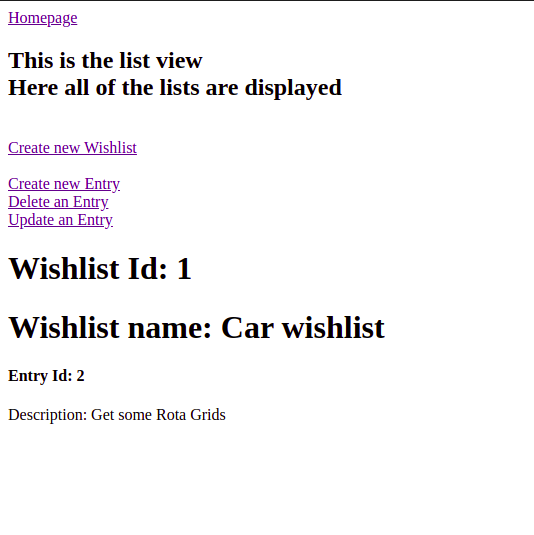 Homepage
This is the list view
Here all of the lists are displayed
Create new Wishlist
Create new Entry
Delete an Entry
Update an Entry
Wishlist Id: 1
Wishlist name: Car wishlist
Entry Id: 2
Description: Get some Rota Grids